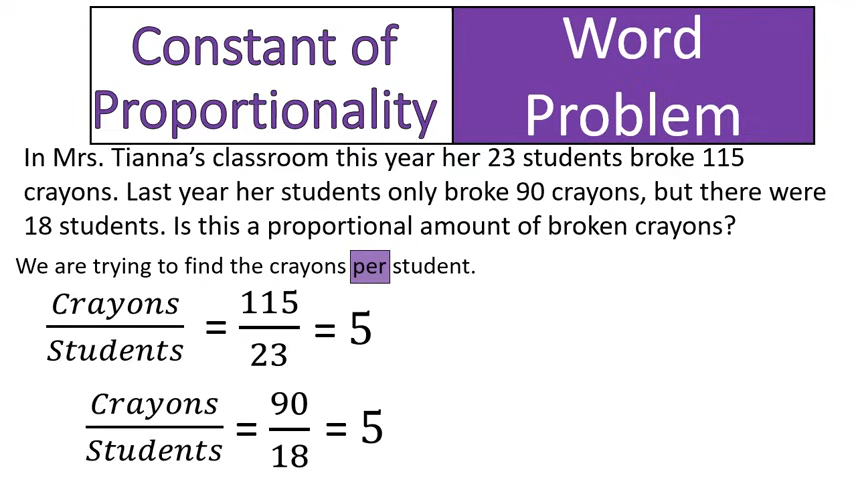 Constant of
Proportionality
Word
Problem
In Mrs. Tianna’s classroom this year her 23 students broke 115
crayons. Last year her students only broke 90 crayons, but there were
18 students. Is this a proportional amount of broken crayons?
We are trying to find the crayons per student.
Crayons/Students = 115/23 = 5
Crayons/Students = 90/18 = 5